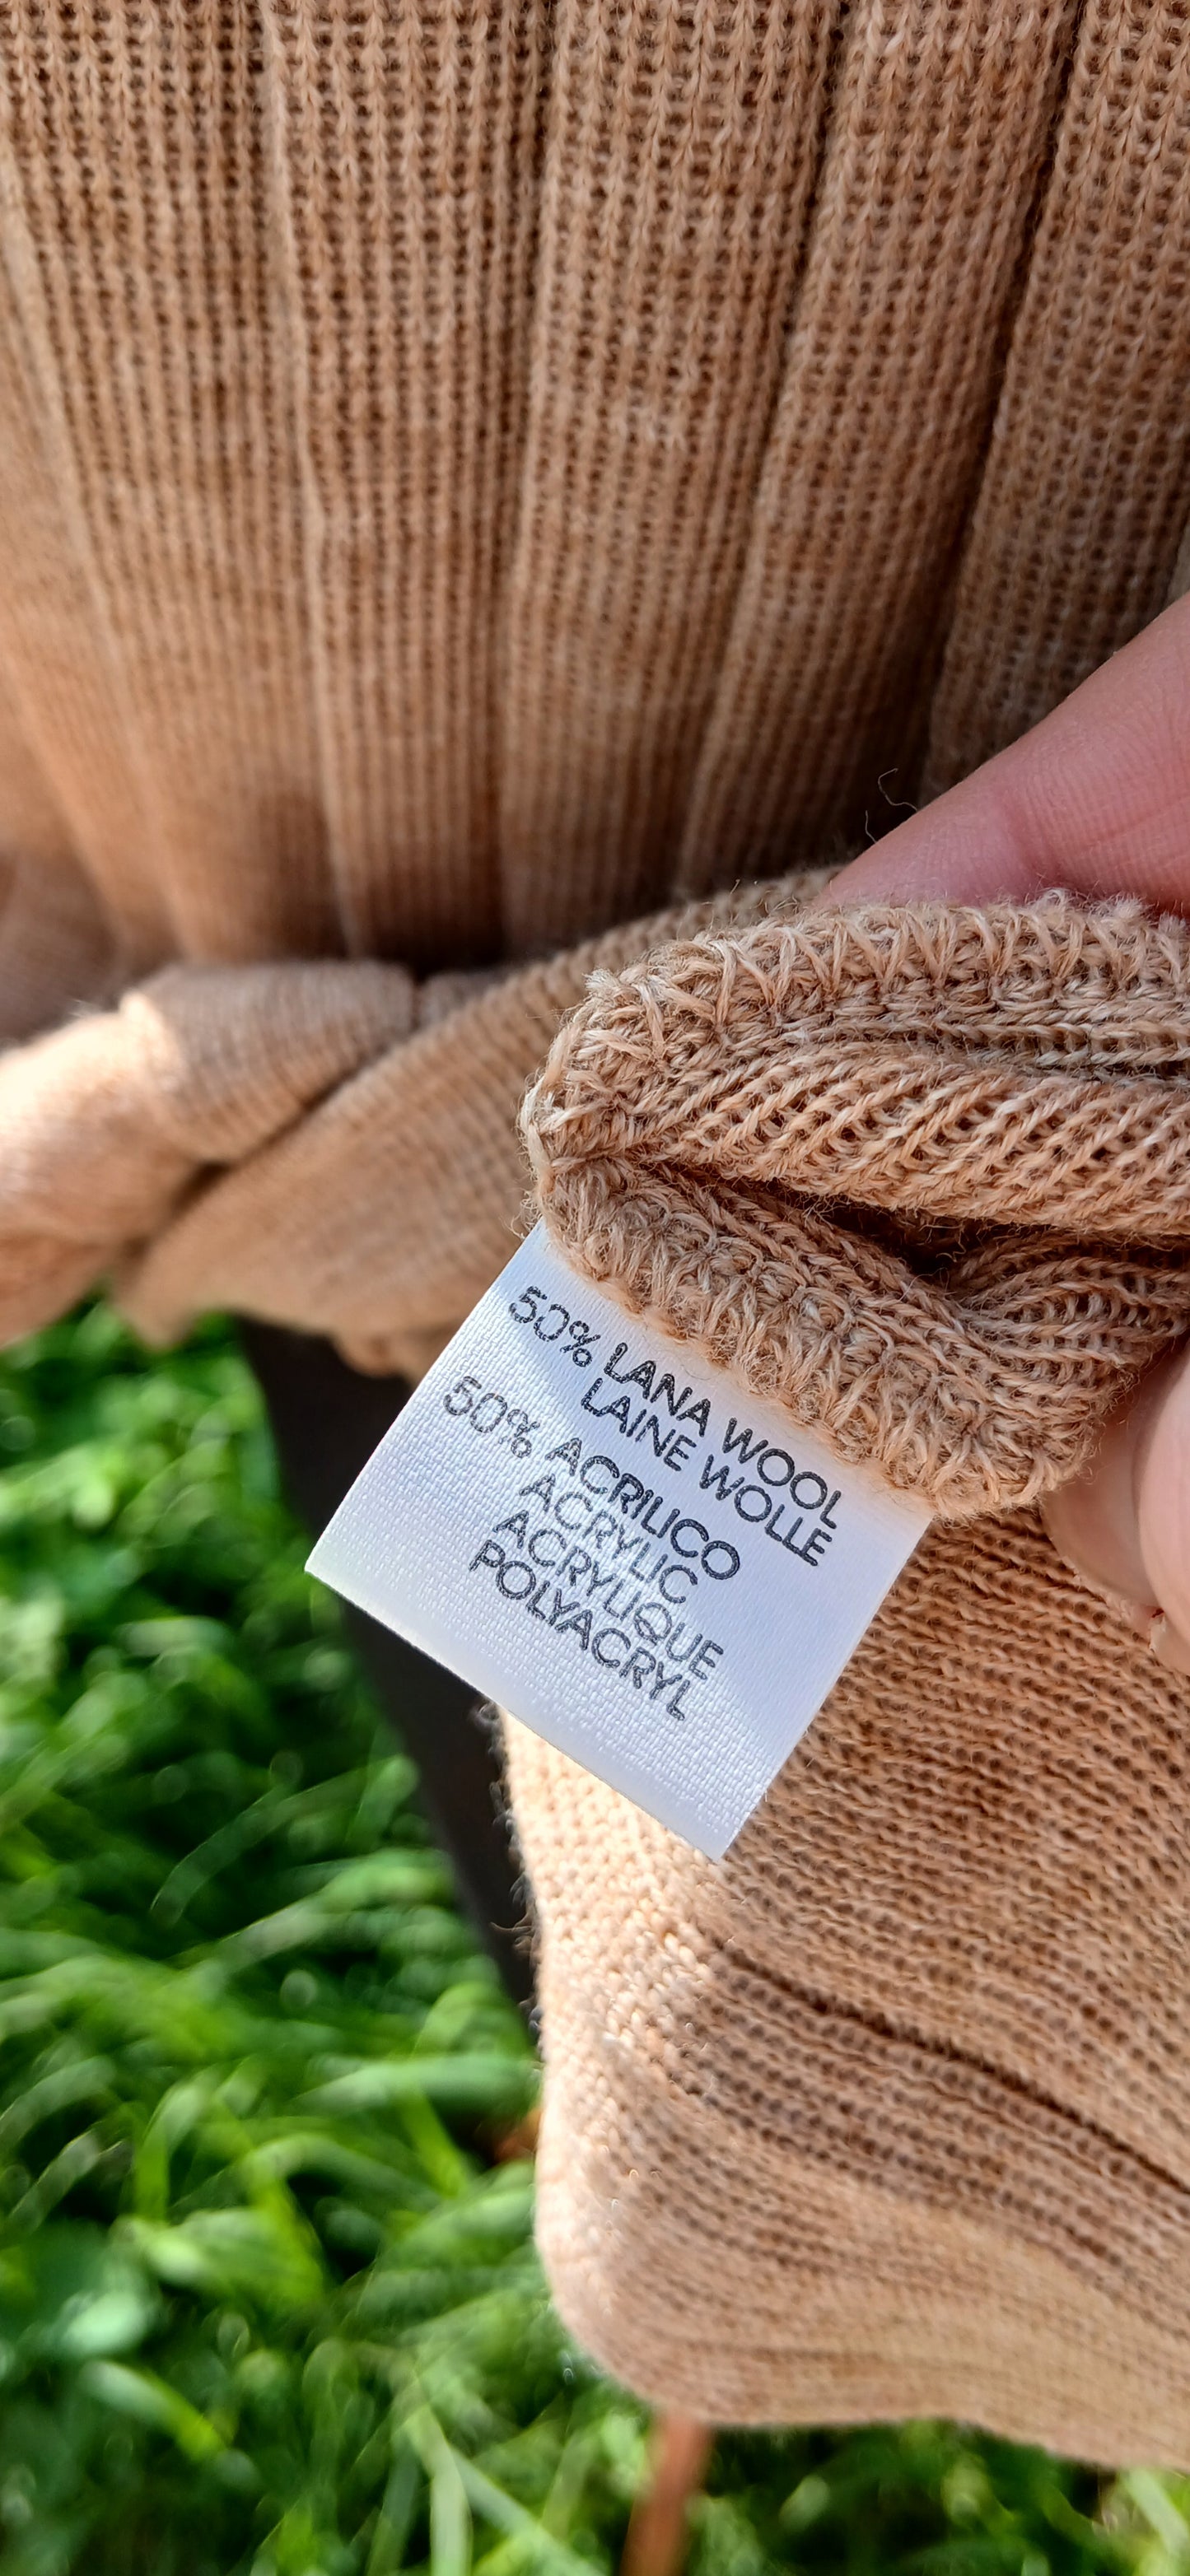 50% LANA WOOL
LAINE WOLLE
50% ACRILICO
ACRYLIC
ACRYLIQUE
POLYACRYL